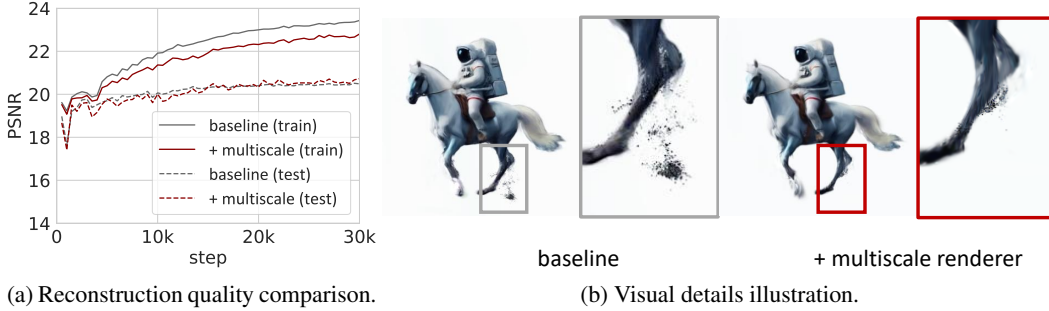 24
22
20
18
16
14
PSNR
baseline (train)
+ multiscale (train)
baseline (test)
+ multiscale (test)
0
10k
20k
30k
step
(a) Reconstruction quality comparison.
baseline
+ multiscale renderer
(b) Visual details illustration.